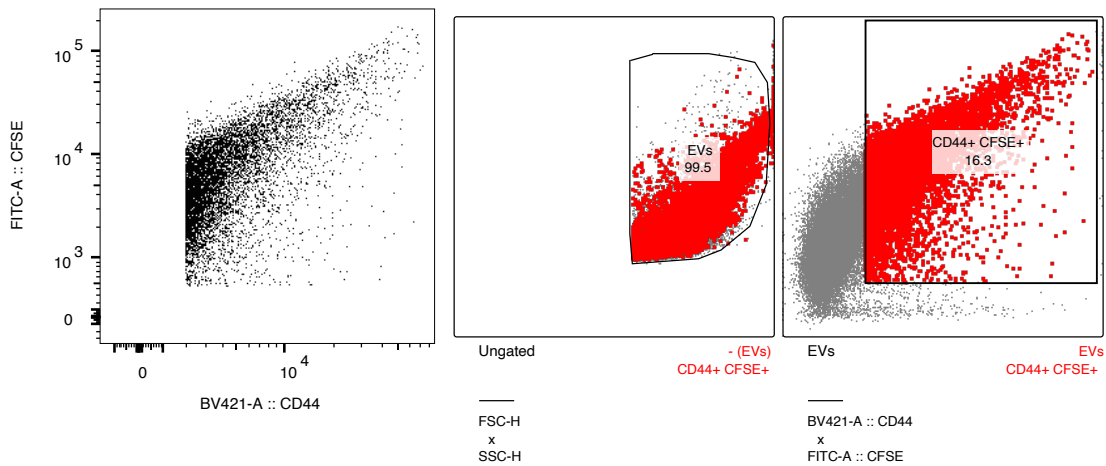 10^5
10^4
10^3
0
FITC-A :: CFSE
0
10^4
BV421-A :: CD44
EVs
99.5
Ungated
- (EVs)
CD44+ CFSE+
FSC-H
x
SSC-H
CD44+ CFSE+
16.3
EVs
EVs
CD44+ CFSE+
BV421-A :: CD44
x
FITC-A :: CFSE